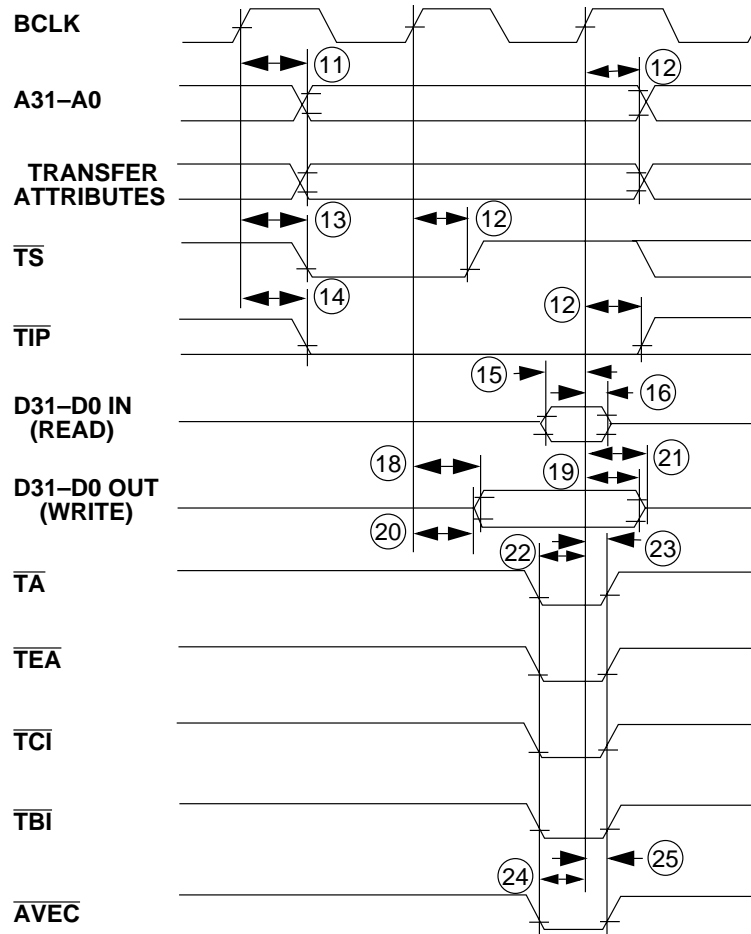 BCLK
11
12
A31–A0
TRANSFER
ATTRIBUTES
13
12
TS
14
12
TIP
15
16
D31–D0 IN
(READ)
18
21
19
D31–D0 OUT
(WRITE)
20
22
23
TA
TEA
TCI
TBI
25
24
AVEC